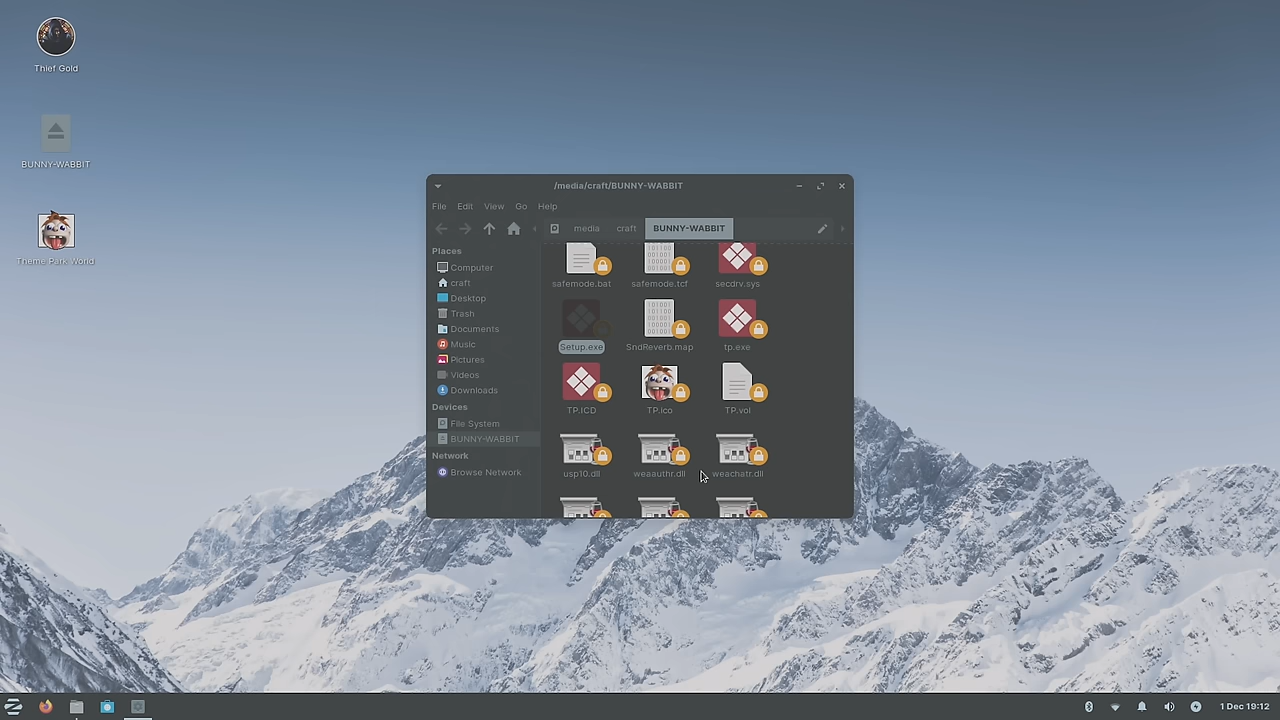 Thief Gold
BUNNY-WABBIT
Theme Park World
/media/craft/BUNNY-WABBIT
File Edit View Go Help
media craft BUNNY-WABBIT
Places
Computer
craft
Desktop
Trash
Documents
Music
Pictures
Videos
Downloads
Devices
File System
BUNNY-WABBIT
Network
Browse Network
safemode.bat safemode.tcf secdrv.sys
Setup.exe SndReverb.map tp.exe
TP.ICD TP.ico TP.vol
usp10.dll weaauthr.dll weachatr.dll
1 Dec 19:12